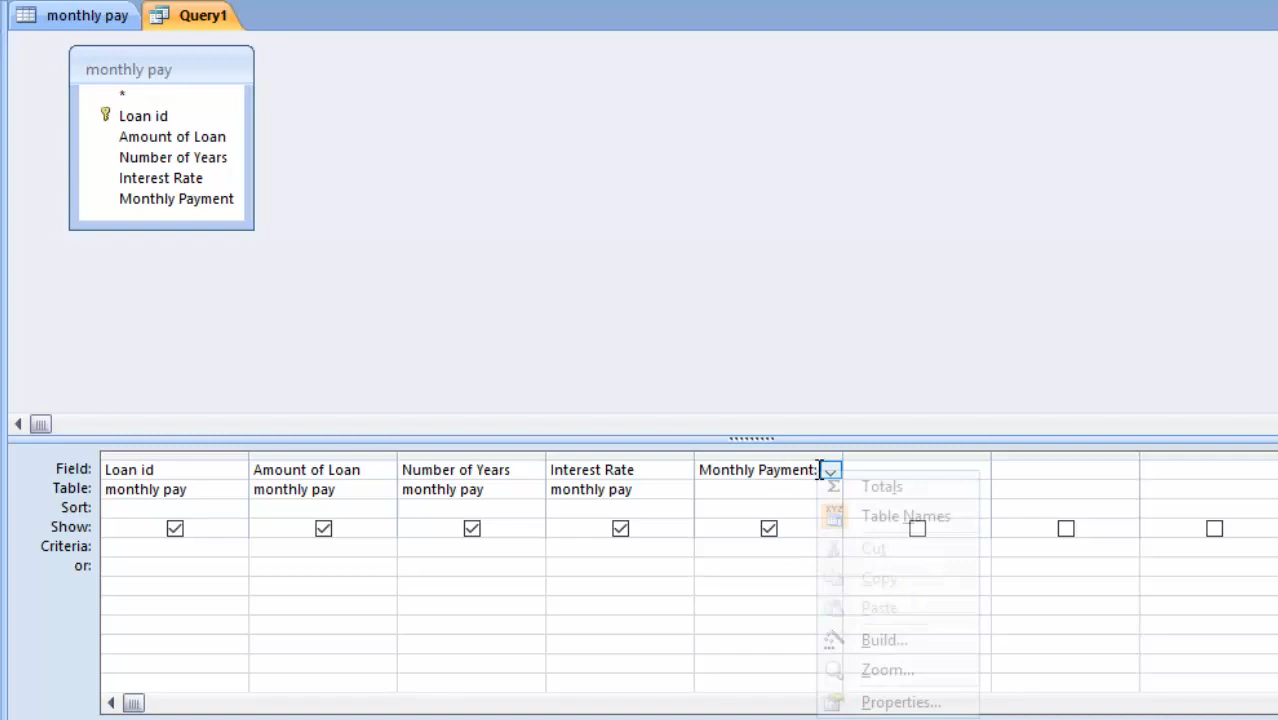 monthly pay Query1
monthly pay
*
Loan id
Amount of Loan
Number of Years
Interest Rate
Monthly Payment
Field: Loan id Amount of Loan Number of Years Interest Rate Monthly Payment:
Table: monthly pay monthly pay monthly pay monthly pay
Sort:
Show:
Criteria:
or:
Σ Totals
XYZ Table Names
Cut
Copy
Paste
Build...
Zoom...
Properties...